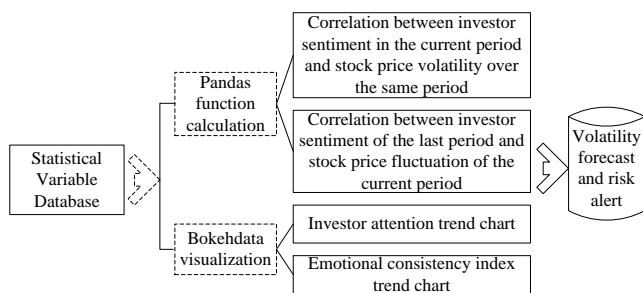 Statistical
Variable
Database
Pandas
function
calculation
Bokehdata
visualization
Correlation between investor
sentiment in the current period
and stock price volatility over
the same period
Correlation between investor
sentiment of the last period and
stock price fluctuation of the
current period
Investor attention trend chart
Emotional consistency index
trend chart
Volatility
forecast
and risk
alert